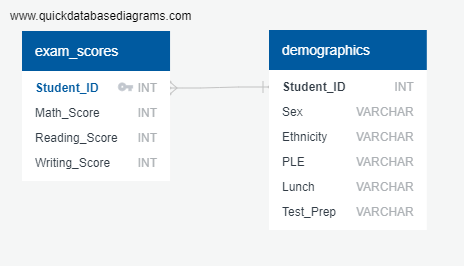 www.quickdatabasediagrams.com
exam_scores
Student_ID INT
Math_Score INT
Reading_Score INT
Writing_Score INT
demographics
Student_ID INT
Sex VARCHAR
Ethnicity VARCHAR
PLE VARCHAR
Lunch VARCHAR
Test_Prep VARCHAR